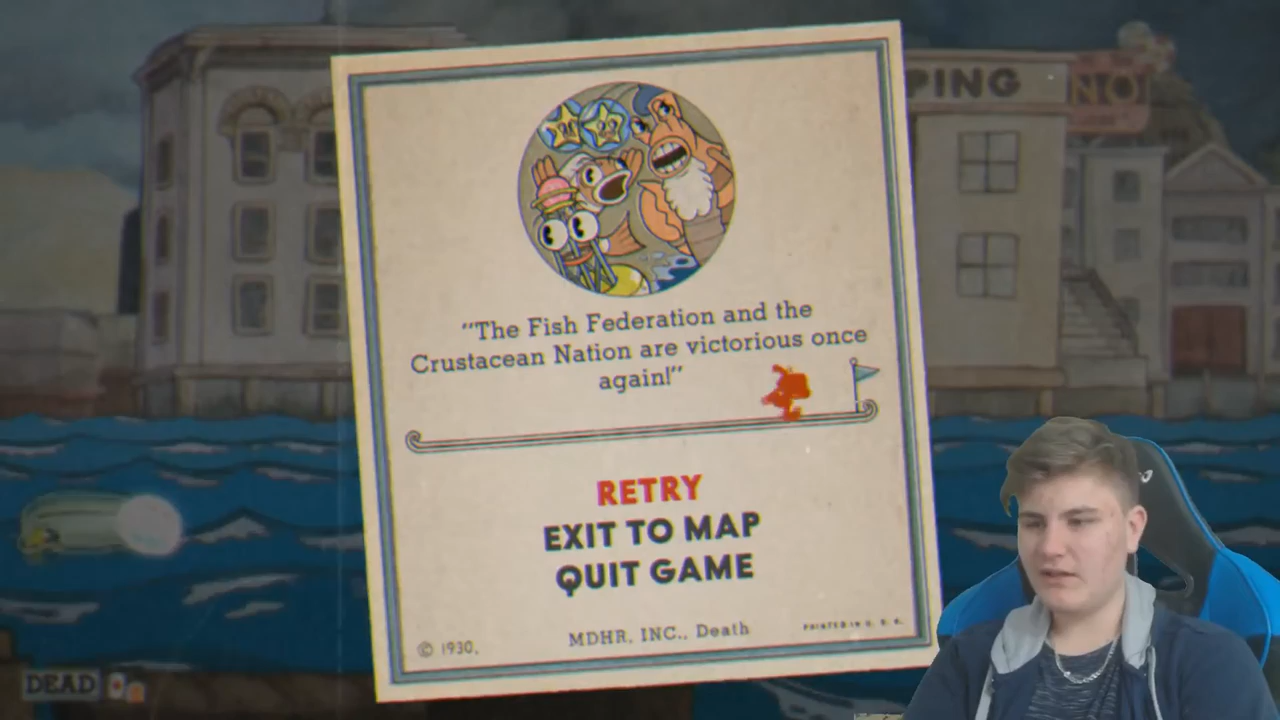 PING
NO
"The Fish Federation and the
Crustacean Nation are victorious once
again!"
RETRY
EXIT TO MAP
QUIT GAME
© 1930, MDHR, INC., Death PRINTED IN U. S. A.
DEAD